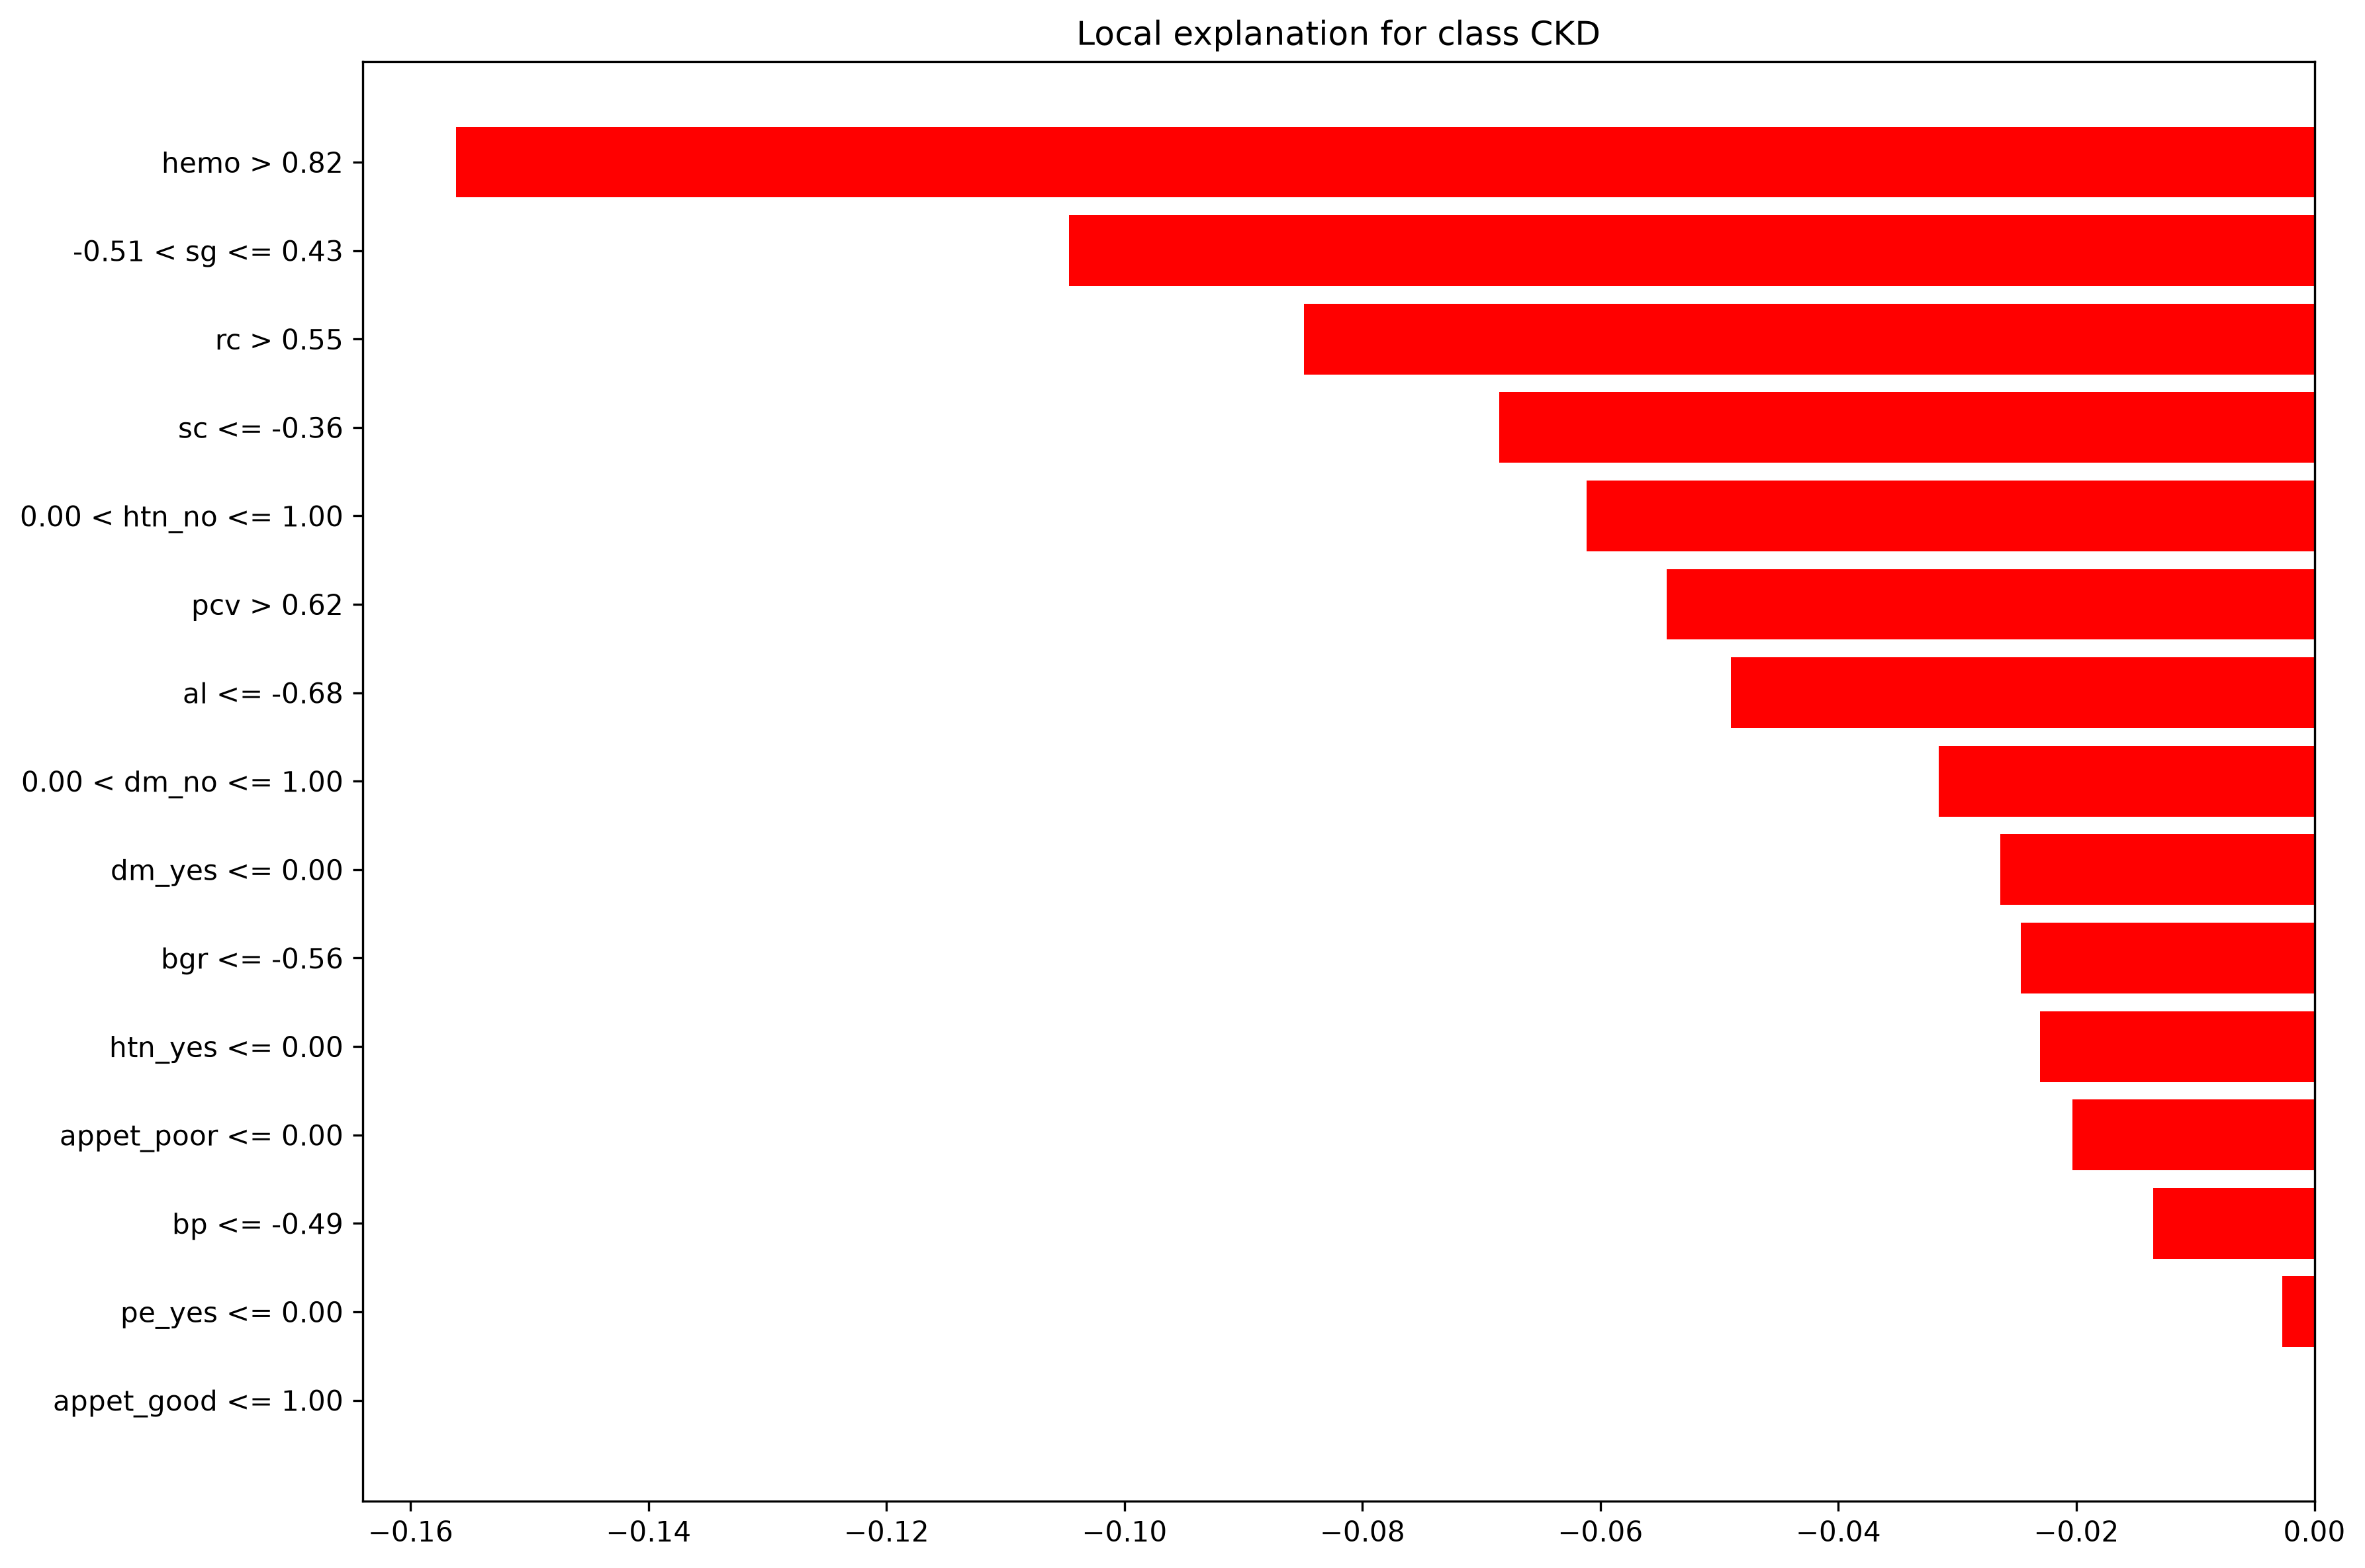 Local explanation for class CKD
hemo > 0.82
-0.51 < sg <= 0.43
rc > 0.55
sc <= -0.36
0.00 < htn_no <= 1.00
pcv > 0.62
al <= -0.68
0.00 < dm_no <= 1.00
dm_yes <= 0.00
bgr <= -0.56
htn_yes <= 0.00
appet_poor <= 0.00
bp <= -0.49
pe_yes <= 0.00
appet_good <= 1.00
−0.16 −0.14 −0.12 −0.10 −0.08 −0.06 −0.04 −0.02 0.00